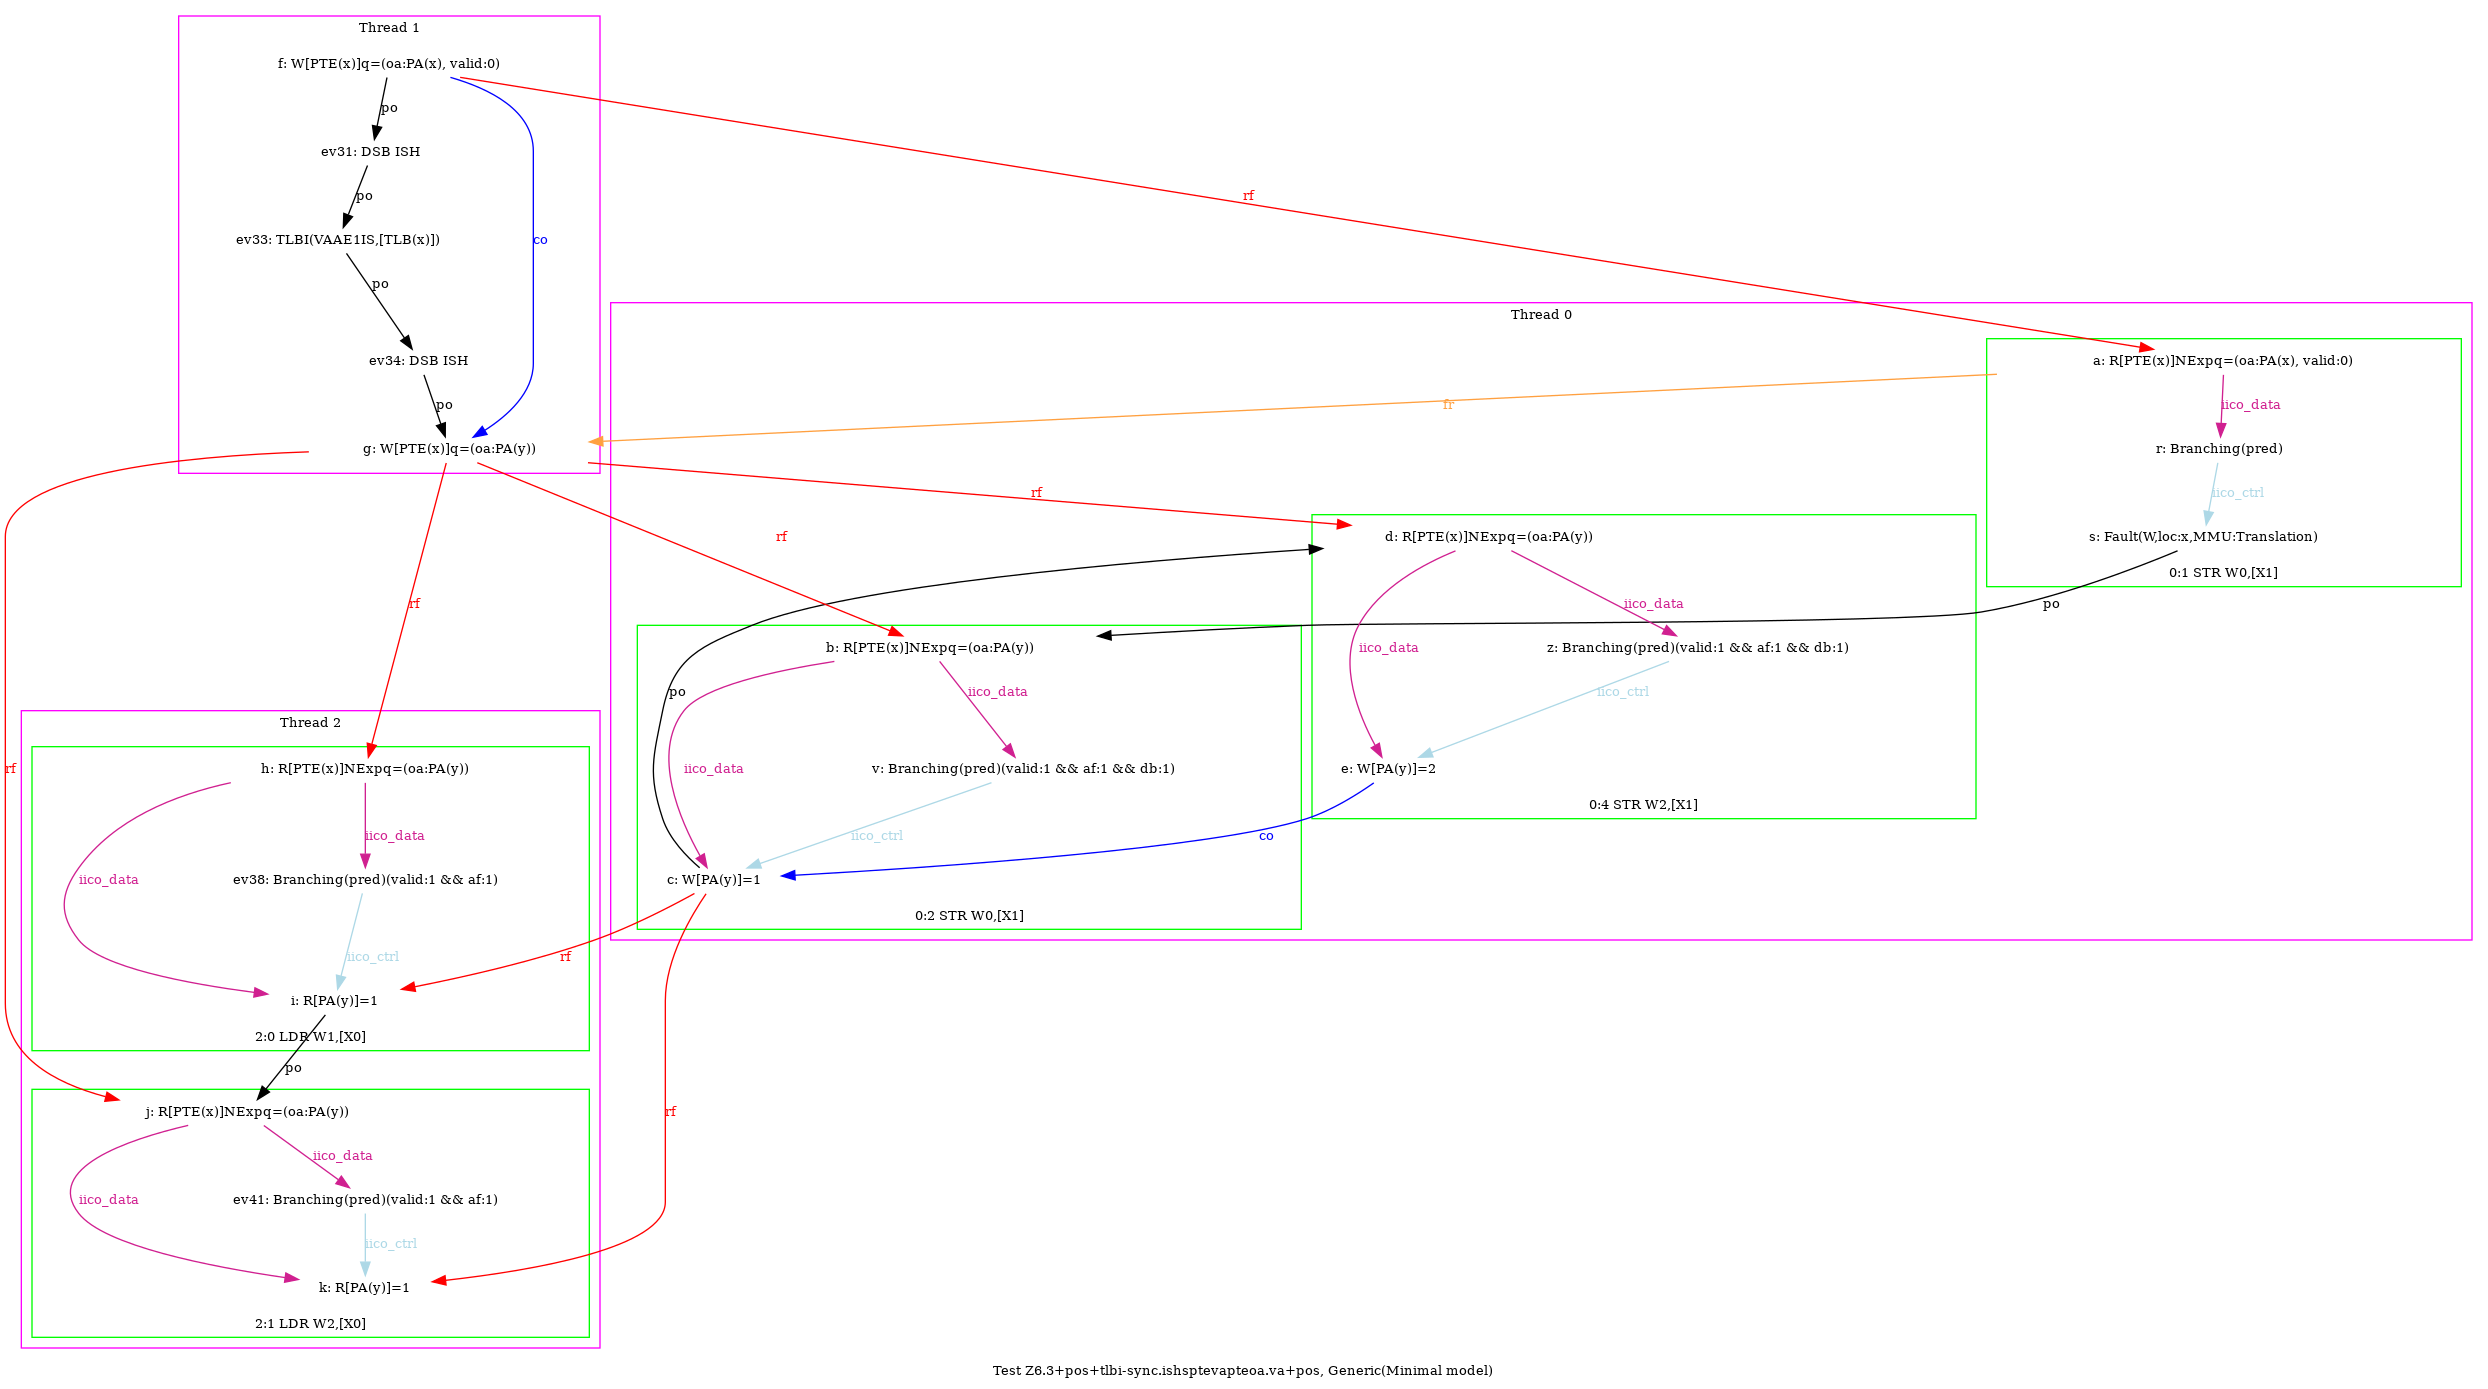 Thread 1
f: W[PTE(x)]q=(oa:PA(x), valid:0)
po
ev31: DSB ISH
po
rf
ev33: TLBI(VAAE1IS,[TLB(x)])
co
po
Thread 0
ev34: DSB ISH
a: R[PTE(x)]NExpq=(oa:PA(x), valid:0)
po
fr
iico_data
g: W[PTE(x)]q=(oa:PA(y))
r: Branching(pred)
rf
iico_ctrl
rf
d: R[PTE(x)]NExpq=(oa:PA(y))
s: Fault(W,loc:x,MMU:Translation)
0:1 STR W0,[X1]
rf
iico_data
po
b: R[PTE(x)]NExpq=(oa:PA(y))
iico_data
z: Branching(pred)(valid:1 && af:1 && db:1)
po
iico_data
iico_ctrl
Thread 2
rf
h: R[PTE(x)]NExpq=(oa:PA(y))
iico_data
v: Branching(pred)(valid:1 && af:1 && db:1)
e: W[PA(y)]=2
0:4 STR W2,[X1]
iico_data
iico_ctrl
co
iico_data
ev38: Branching(pred)(valid:1 && af:1)
c: W[PA(y)]=1
0:2 STR W0,[X1]
iico_ctrl
rf
i: R[PA(y)]=1
2:0 LDR W1,[X0]
po
j: R[PTE(x)]NExpq=(oa:PA(y))
rf
iico_data
iico_data
ev41: Branching(pred)(valid:1 && af:1)
iico_ctrl
k: R[PA(y)]=1
2:1 LDR W2,[X0]
Test Z6.3+pos+tlbi-sync.ishsptevapteoa.va+pos, Generic(Minimal model)